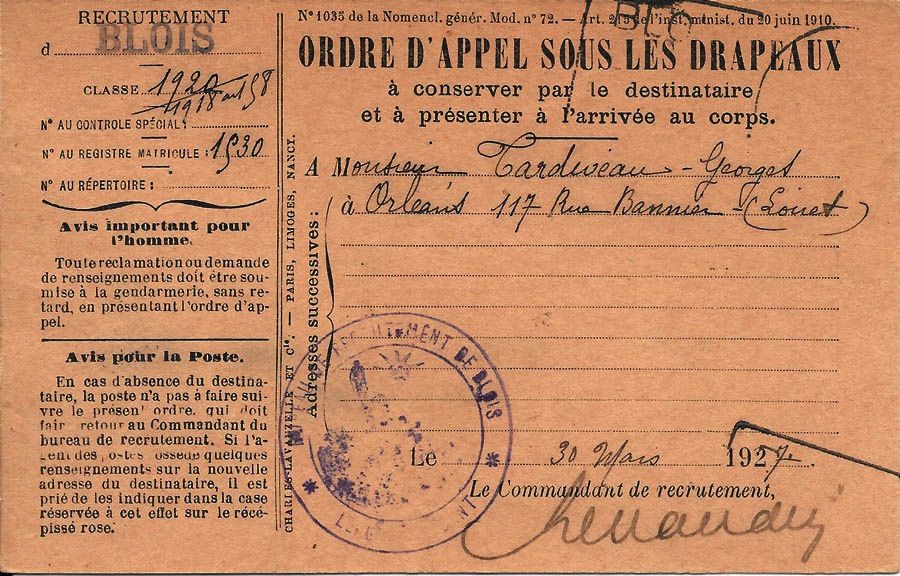 RECRUTEMENT
d BLOIS
CLASSE 1920
1918
N° AU CONTROLE SPÉCIAL :
N° AU REGISTRE MATRICULE : 1530
N° AU RÉPERTOIRE :
Avis important pour
l'homme.
Toute réclamation ou demande
de renseignements doit être sou-
mise à la gendarmerie, sans re-
tard, en présentant l'ordre d'ap-
pel.
Avis pour la Poste.
En cas d'absence du destina-
taire, la poste n'a pas à faire sui-
vre le présent ordre, qui doit
fair retour au Commandant du
bureau de recrutement. Si l'a-
gent des postes ossède quelques
renseignements sur la nouvelle
adresse du destinataire, il est
prié de les indiquer dans la case
réservée à cet effet sur le récé-
pissé rose.
CHARLES-LAVAUZELLE ET Cie. — PARIS, LIMOGES, NANCY.
N° 1035 de la Nomencl. génér. Mod. n° 72. — Art. 215 de l'inst. minist. du 20 juin 1910.
BLO
ORDRE D'APPEL SOUS LES DRAPEAUX
à conserver par le destinataire
et à présenter à l'arrivée au corps.
A Monsieur Tardiveau - Georges
à Orléans 117 Rue Bannier - (Loiret)
Adresses successives :
RECRUTEMENT DE BLOIS
Le 30 Mars 1927.
Le Commandant de recrutement,